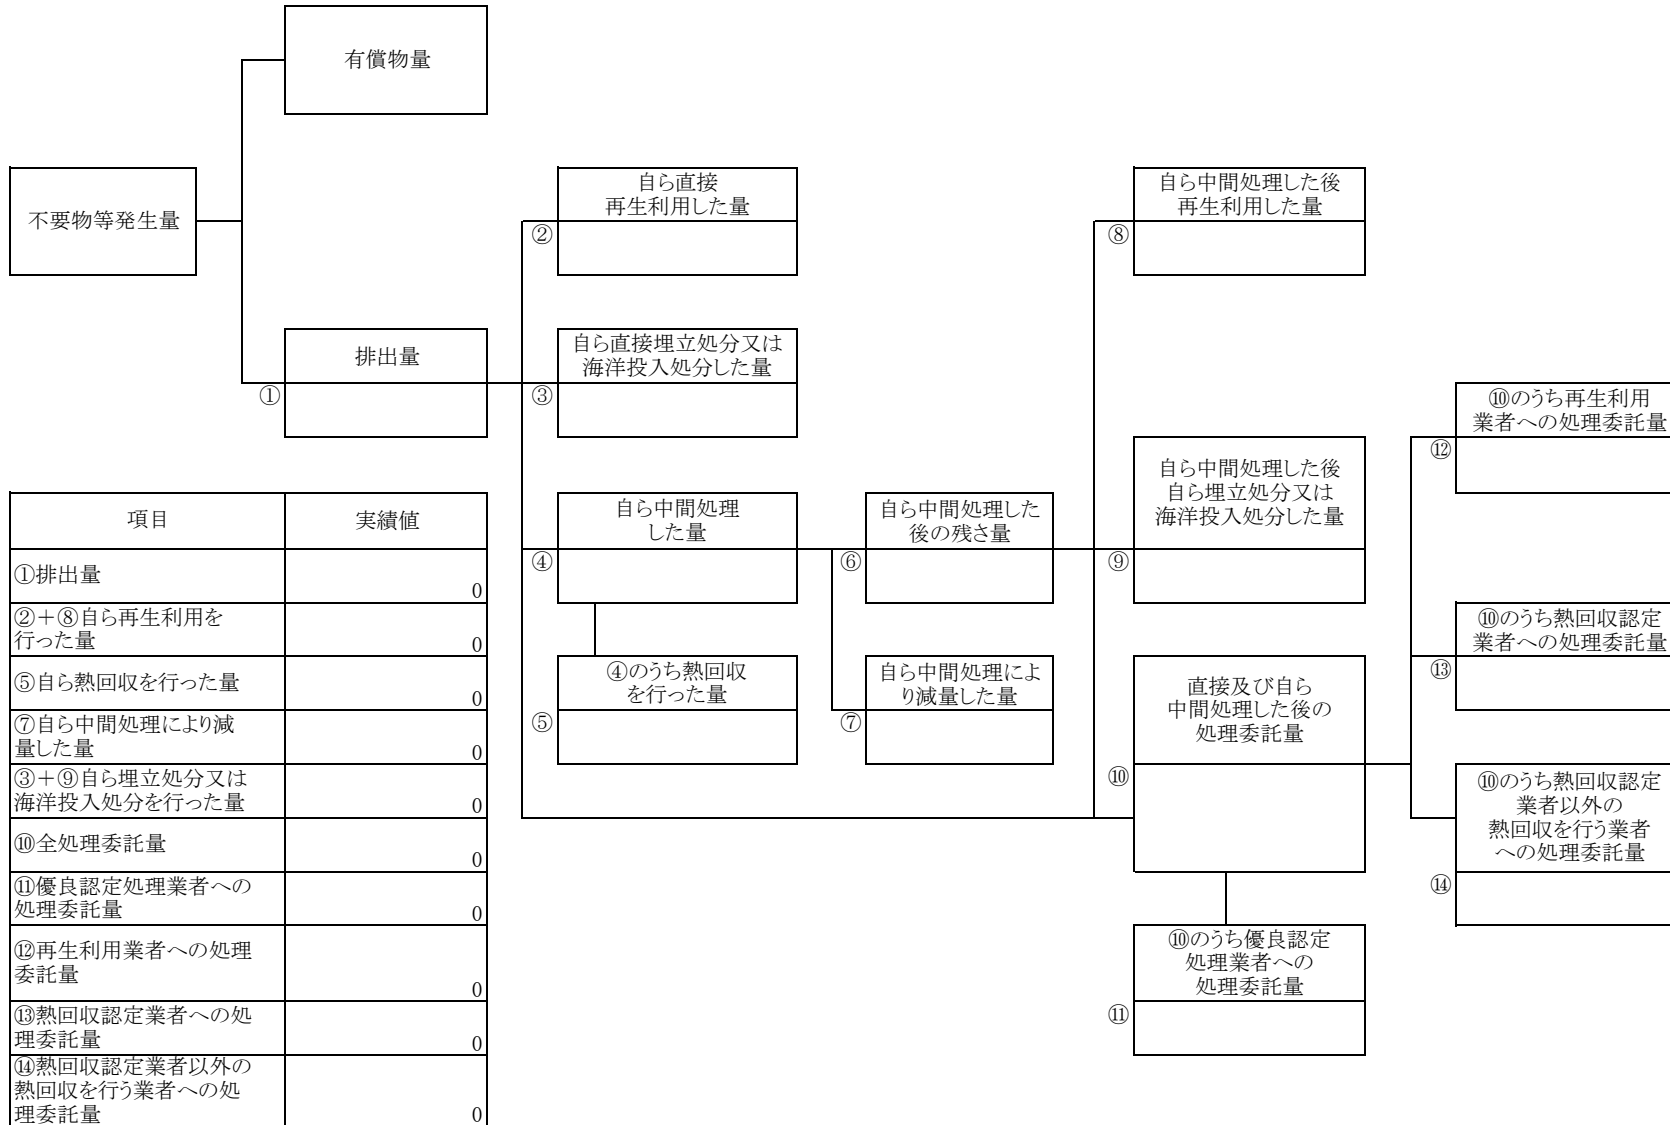 有償物量
不要物等発生量
自ら直接
再生利用した量
②
自ら中間処理した後
再生利用した量
⑧
排出量
①
自ら直接埋立処分又は
海洋投入処分した量
③
⑩のうち再生利用
業者への処理委託量
⑫
自ら中間処理
した量
④
自ら中間処理した
後の残さ量
⑥
自ら中間処理した後
自ら埋立処分又は
海洋投入処分した量
⑨
⑩のうち熱回収認定
業者への処理委託量
⑬
④のうち熱回収
を行った量
⑤
自ら中間処理によ
り減量した量
⑦
直接及び自ら
中間処理した後の
処理委託量
⑩
⑩のうち熱回収認定
業者以外の
熱回収を行う業者
への処理委託量
⑭
⑩のうち優良認定
処理業者への
処理委託量
⑪
項目 実績値
①排出量
0
②+⑧自ら再生利用を
行った量 0
⑤自ら熱回収を行った量
0
⑦自ら中間処理により減
量した量 0
③+⑨自ら埋立処分又は
海洋投入処分を行った量 0
⑩全処理委託量
0
⑪優良認定処理業者への
処理委託量 0
⑫再生利用業者への処理
委託量
0
⑬熱回収認定業者への処
理委託量 0
⑭熱回収認定業者以外の
熱回収を行う業者への処
理委託量 0